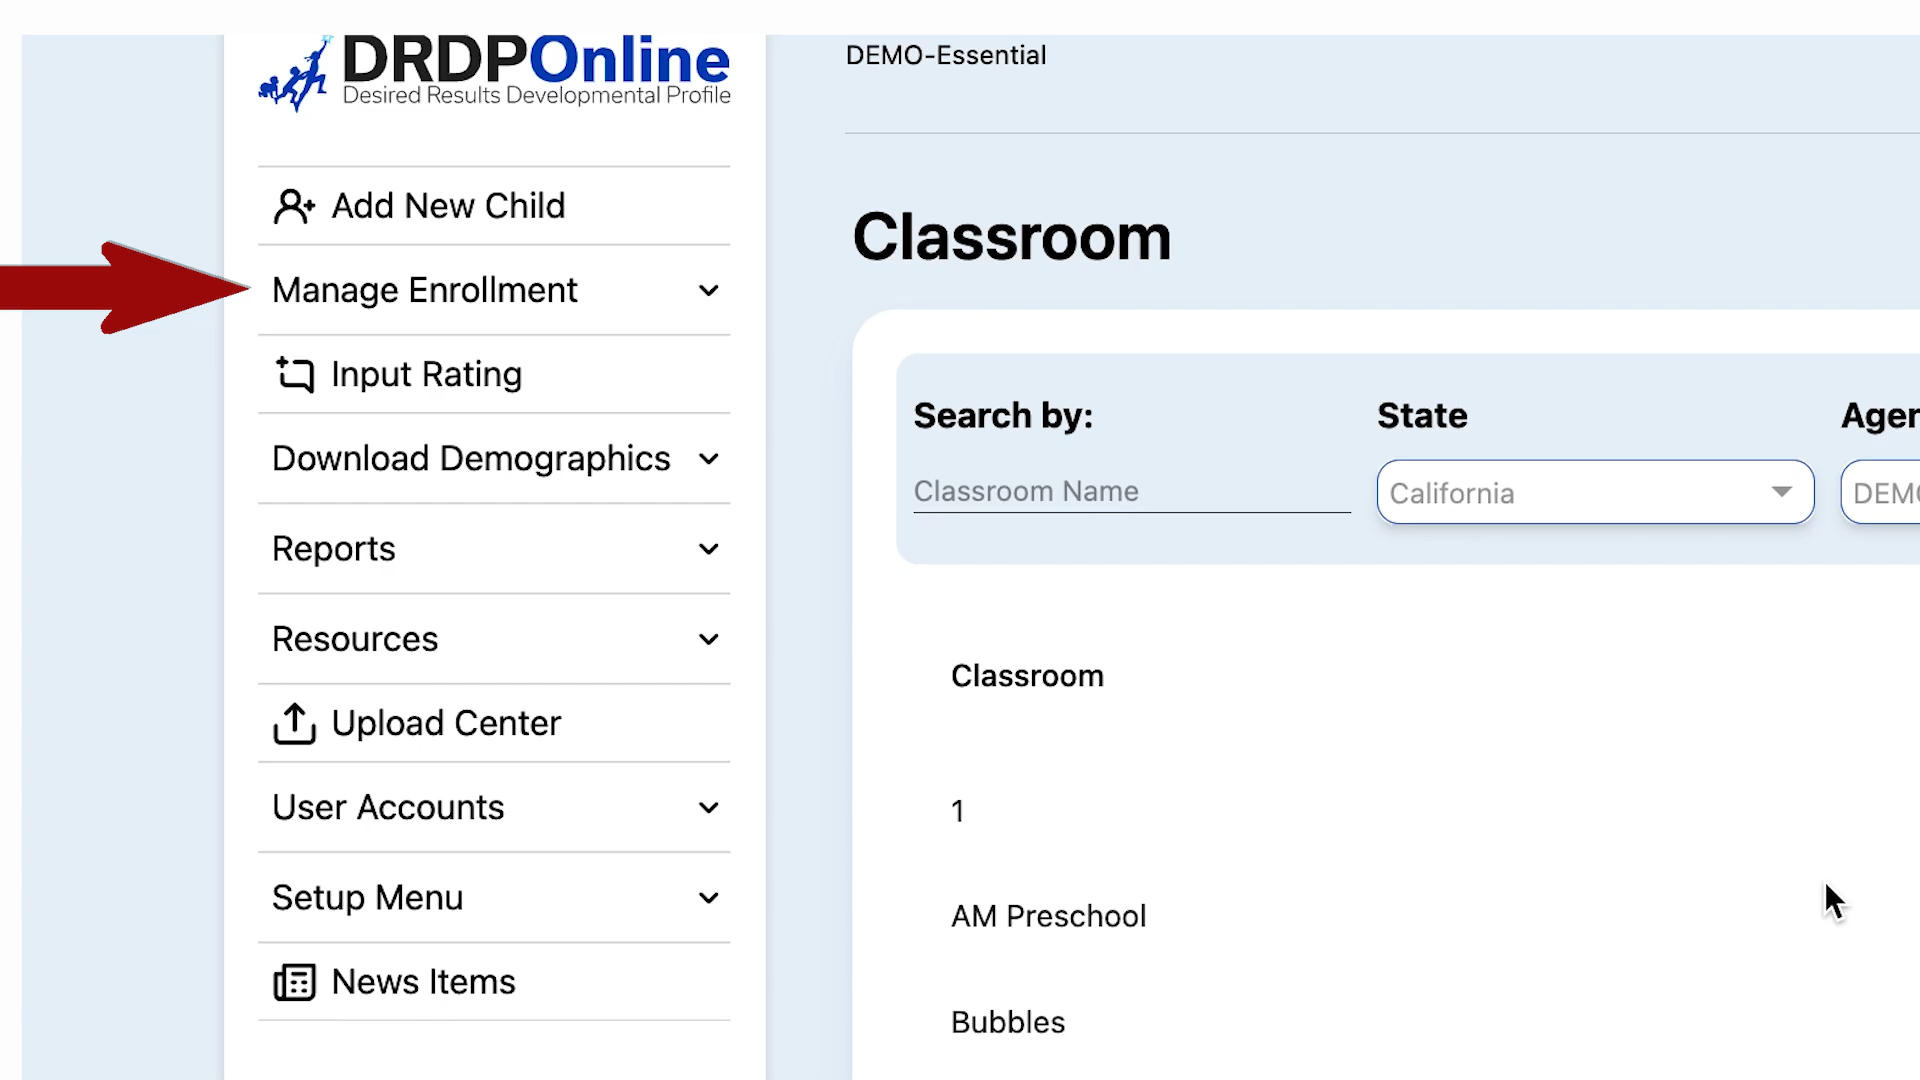 DRDPOnline
Desired Results Developmental Profile
Add New Child
Manage Enrollment
Input Rating
Download Demographics
Reports
Resources
Upload Center
User Accounts
Setup Menu
News Items
DEMO-Essential
Classroom
Search by:
State
Classroom Name
California
Classroom
1
AM Preschool
Bubbles